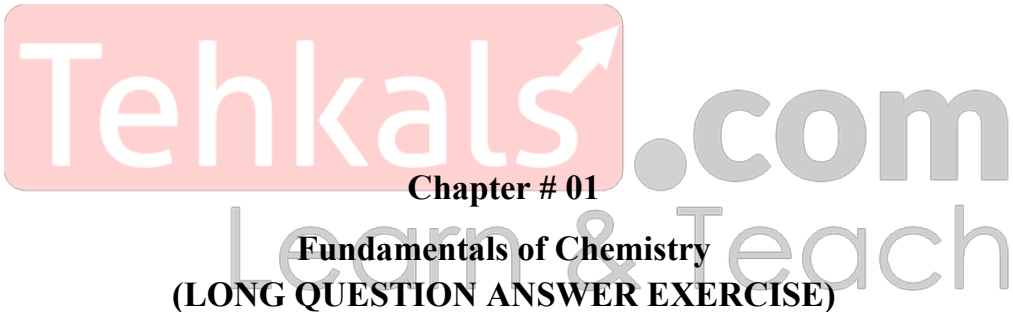 Tehkals.com
Learn & Teach
Chapter # 01
Fundamentals of Chemistry
(LONG QUESTION ANSWER EXERCISE)